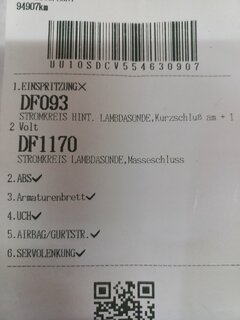 94907km
UU10SDCV554630907
1.EINSPRITZUNG✕
DF093
STROMKREIS HINT. LAMBDASONDE,Kurzschluß am + 1
2 Volt
DF1170
STROMKREIS LAMBDASONDE,Masseschluss
2.ABS✓
3.Armaturenbrett✓
4.UCH✓
5.AIRBAG/GURTSTR.✓
6.SERVOLENKUNG✓